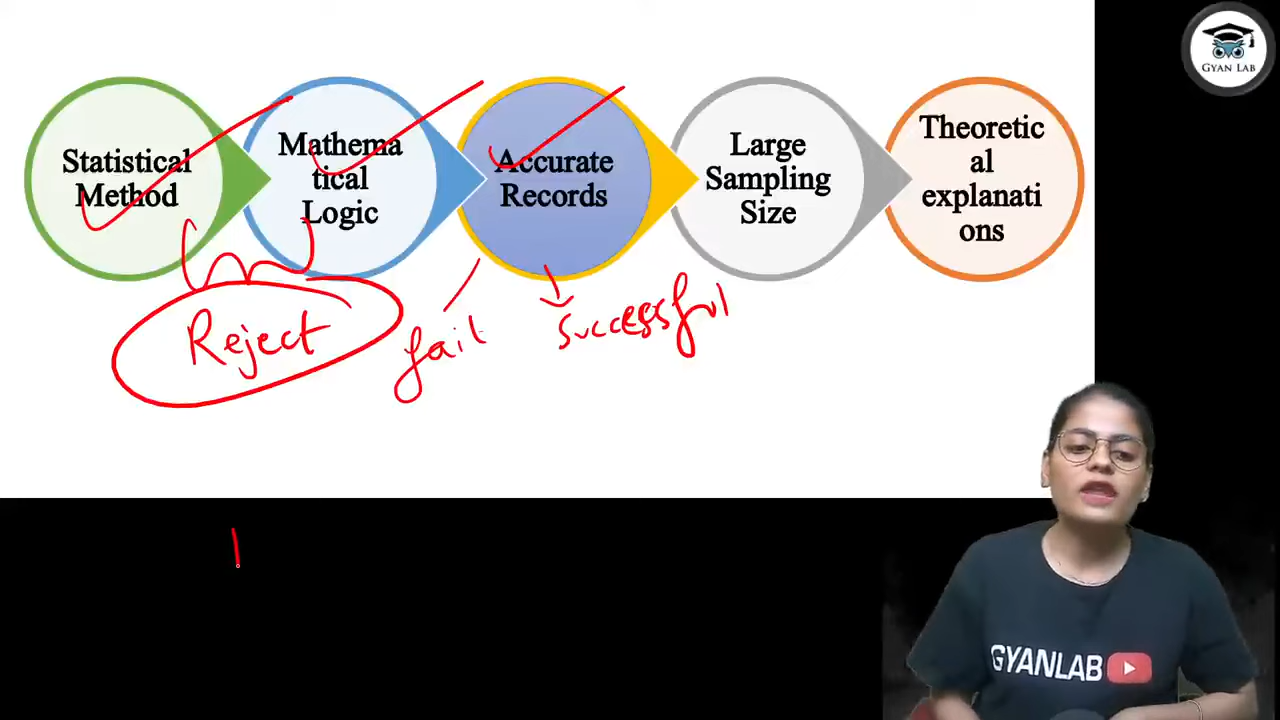 GYAN LAB
Statistical
Method
Mathema
tical
Logic
Accurate
Records
Large
Sampling
Size
Theoretic
al
explanati
ons
Reject
fail
Successful
GYANLAB